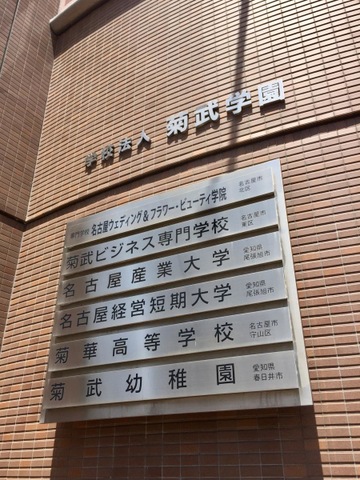 学校法人 菊武学園
専門学校 名古屋ウェディング&フラワー・ビューティ学院 名古屋市 北区
菊武ビジネス専門学校 名古屋市 東区
名古屋産業大学 愛知県 尾張旭市
名古屋経営短期大学 愛知県 尾張旭市
菊華高等学校 名古屋市 守山区
菊武幼稚園 愛知県 春日井市